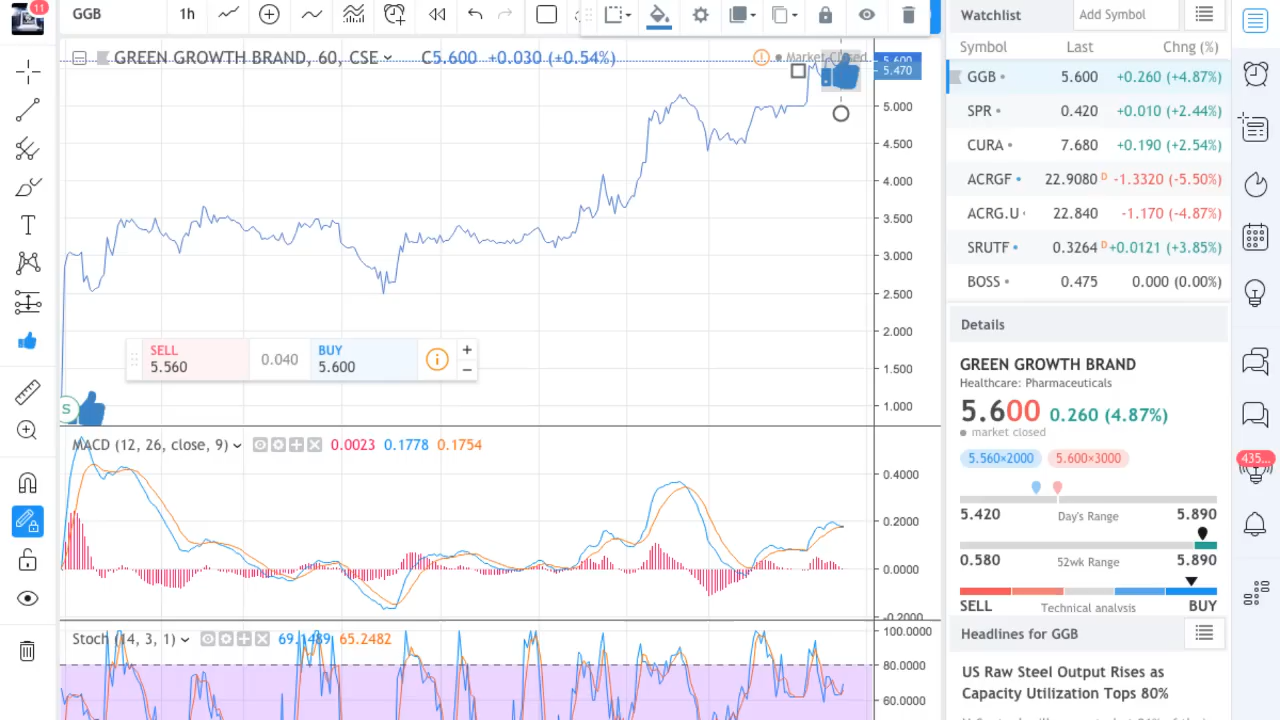 11
GGB
1h
GREEN GROWTH BRAND, 60, CSE
C5.600 +0.030 (+0.54%)
Market Closed
5.600
5.470
5.000
4.500
4.000
3.500
3.000
2.500
2.000
1.500
1.000
SELL
5.560
0.040
BUY
5.600
S
MACD (12, 26, close, 9)
0.0023 0.1778 0.1754
0.4000
0.2000
0.0000
-0.2000
Stoch (14, 3, 1)
69.1489 65.2482
100.0000
80.0000
60.0000
Watchlist
Add Symbol
Symbol Last Chng (%)
GGB 5.600 +0.260 (+4.87%)
SPR 0.420 +0.010 (+2.44%)
CURA 7.680 +0.190 (+2.54%)
ACRGF 22.9080 D -1.3320 (-5.50%)
ACRG.U 22.840 -1.170 (-4.87%)
SRUTF 0.3264 D +0.0121 (+3.85%)
BOSS 0.475 0.000 (0.00%)
Details
GREEN GROWTH BRAND
Healthcare: Pharmaceuticals
5.600 0.260 (4.87%)
market closed
5.560×2000 5.600×3000
5.420 Day's Range 5.890
0.580 52wk Range 5.890
SELL Technical analysis BUY
Headlines for GGB
US Raw Steel Output Rises as
Capacity Utilization Tops 80%
435...